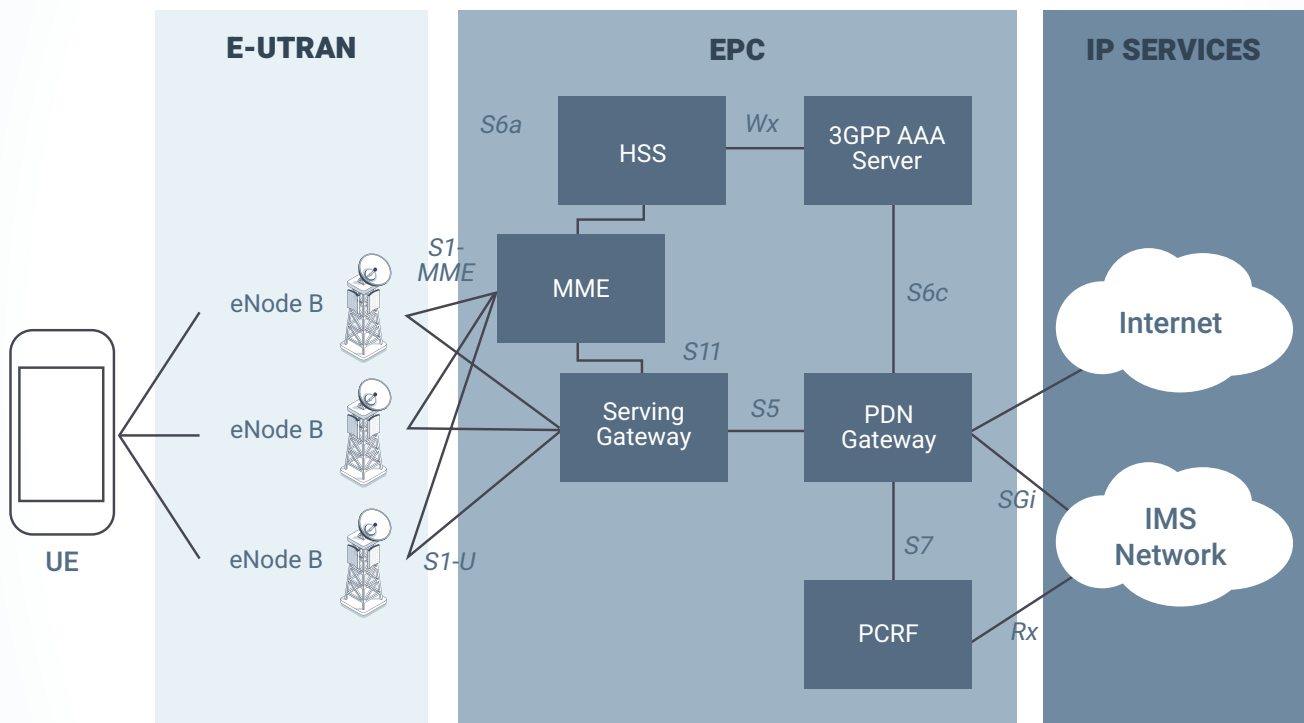 E-UTRAN
EPC
IP SERVICES
S6a
HSS
Wx
3GPP AAA
Server
S1-
MME
MME
eNode B
S6c
Internet
S11
eNode B
Serving
Gateway
S5
PDN
Gateway
SGi
IMS
Network
UE
eNode B
S1-U
S7
PCRF
Rx